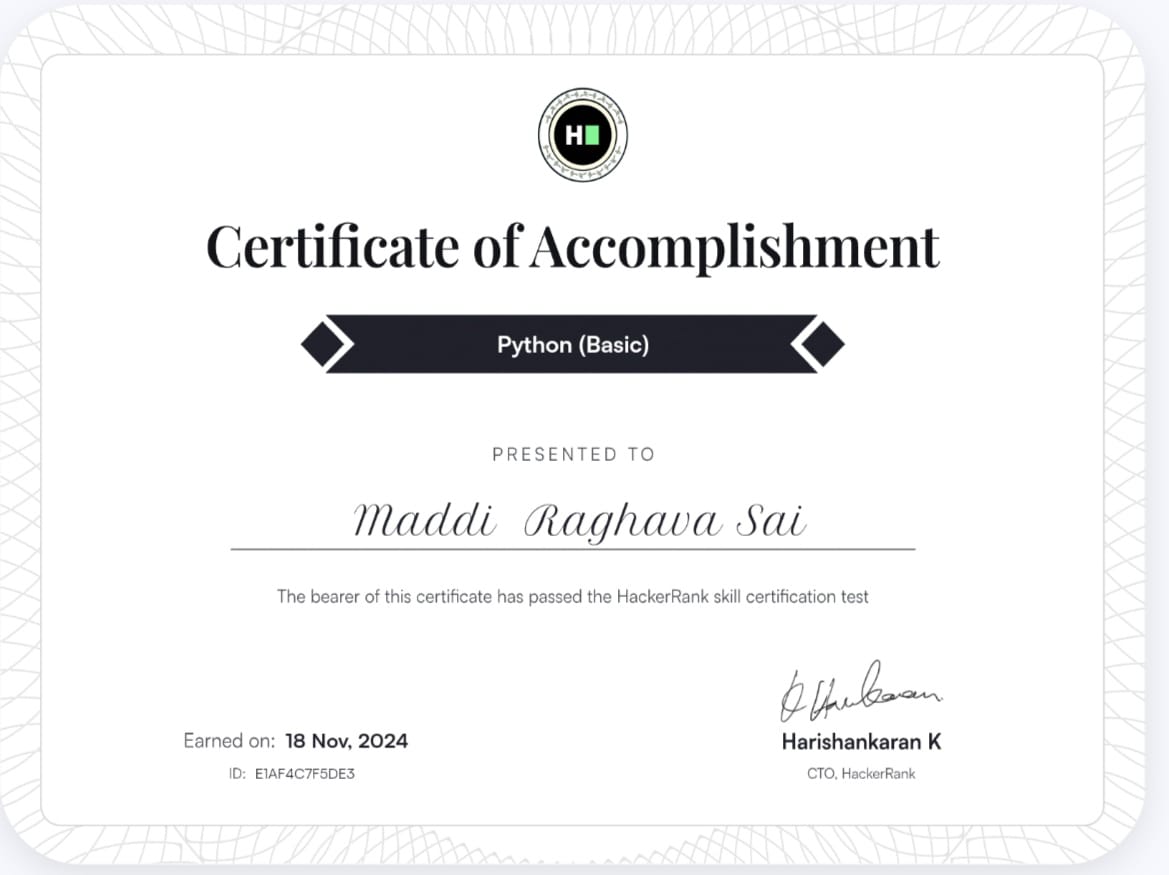 H
Certificate of Accomplishment
Python (Basic)
PRESENTED TO
Maddi Raghava Sai
The bearer of this certificate has passed the HackerRank skill certification test
Earned on: 18 Nov, 2024
ID: E1AF4C7F5DE3
Harishankaran K
CTO, HackerRank